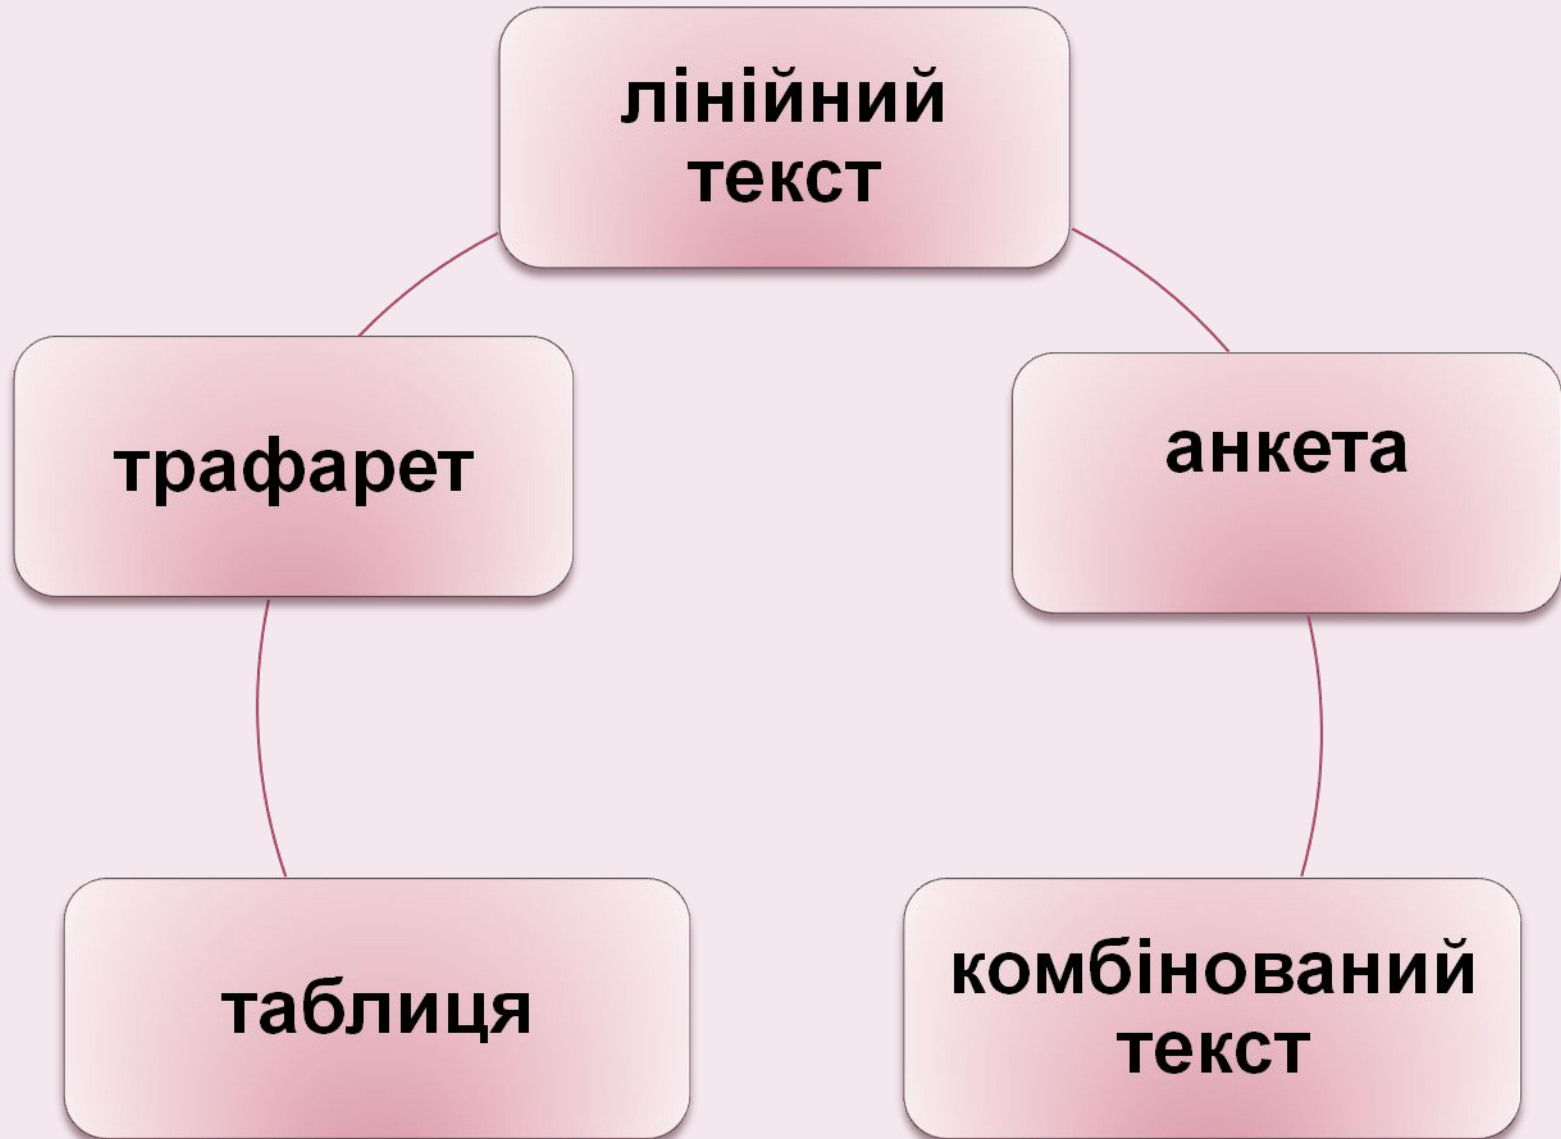 лінійний
текст
трафарет
анкета
таблиця
комбінований
текст